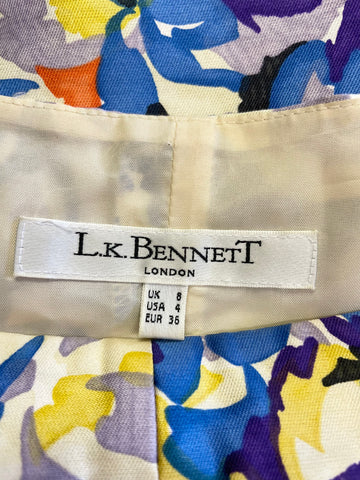 L.K.BENNETT
LONDON
UK 8
USA 4
EUR 36